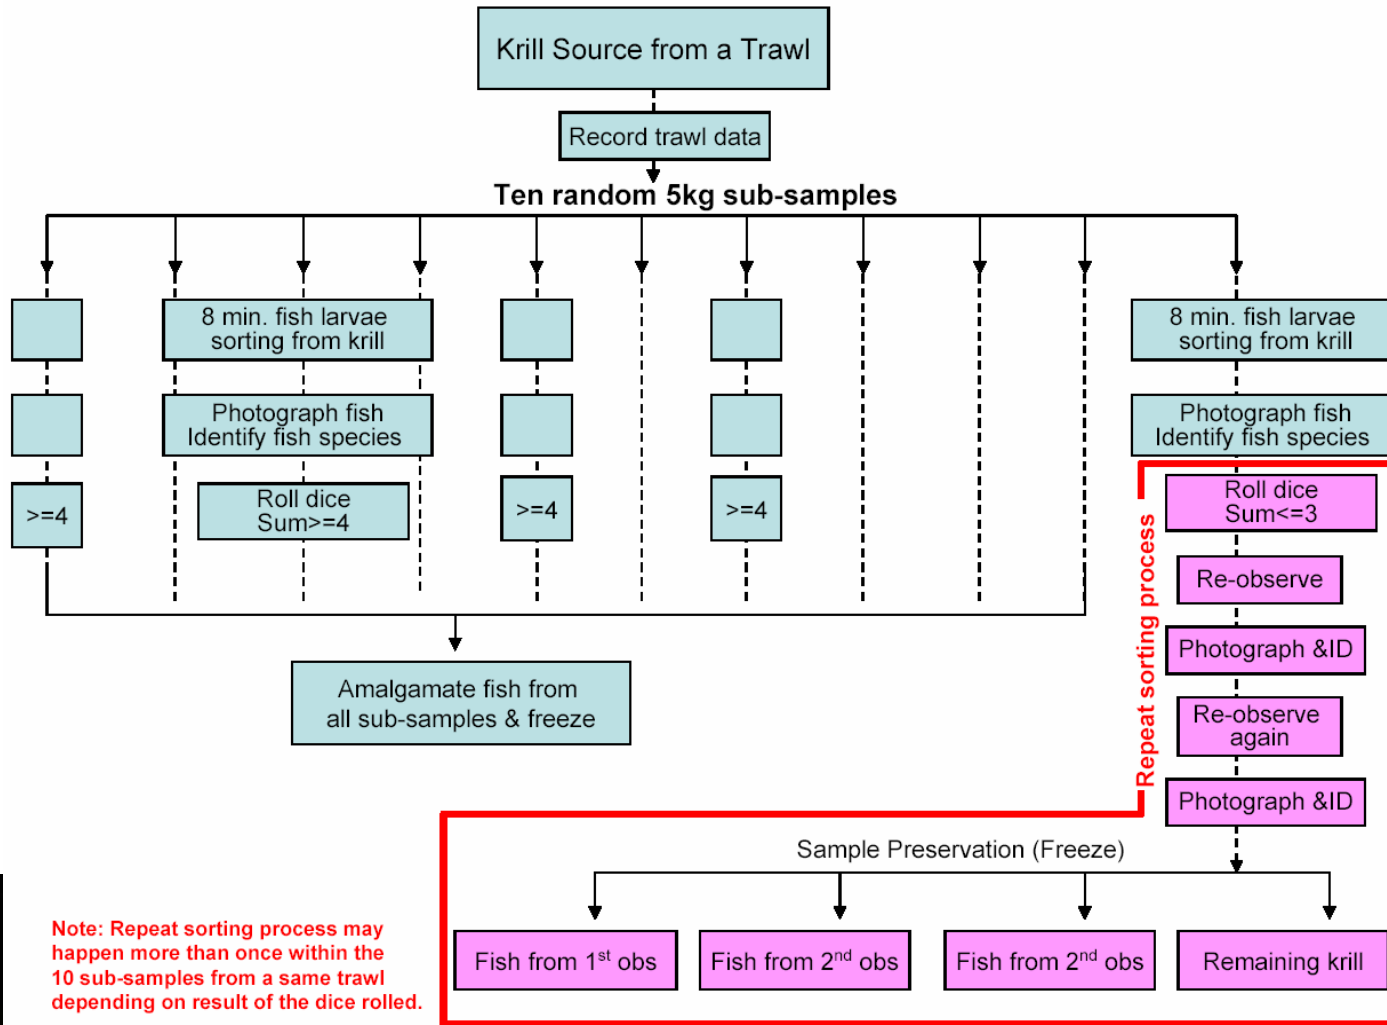 Krill Source from a Trawl
Record trawl data
Ten random 5kg sub-samples
8 min. fish larvae
sorting from krill
8 min. fish larvae
sorting from krill
Photograph fish
Identify fish species
Photograph fish
Identify fish species
>=4
Roll dice
Sum>=4
>=4
>=4
Roll dice
Sum<=3
Repeat sorting process
Re-observe
Photograph &ID
Re-observe
again
Photograph &ID
Amalgamate fish from
all sub-samples & freeze
Sample Preservation (Freeze)
Fish from 1st obs
Fish from 2nd obs
Fish from 2nd obs
Remaining krill
Note: Repeat sorting process may
happen more than once within the
10 sub-samples from a same trawl
depending on result of the dice rolled.